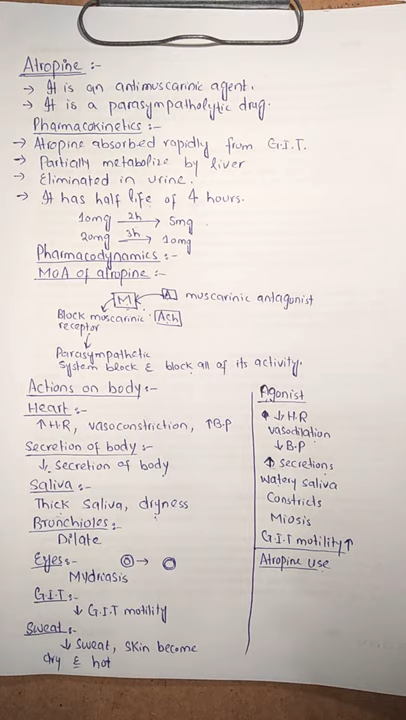 Atropine :-
→ It is an antimuscarinic agent.
→ It is a parasympatholytic drug.
Pharmacokinetics :-
→ Atropine absorbed rapidly from G.I.T.
→ Partially metabolize by liver
→ Eliminated in urine.
→ It has half life of 4 hours.
10mg 2h→ 5mg
20mg 3h→ 10mg
Pharmacodynamics :-
MOA of atropine :-
M A muscarinic antagonist
Block moscarinic Ach
receptor
Parasympathetic
System block & block all of its activity.
Actions on body :-
Heart :-
↑H.R, vasoconstriction, ↑B.P
Secretion of body :-
↓ secretion of body
Saliva :-
Thick Saliva, dryness
Bronchioles :-
Dilate
Eyes :-
Mydriasis
G.I.T :-
↓ G.I.T motility
Sweat :-
↓ sweat, skin become
dry & hot
Agonist
↓ H.R
vasodilation
↓ B.P
↑ secretions
watery saliva
Constricts
Miosis
G.I.T motility ↑
Atropine use